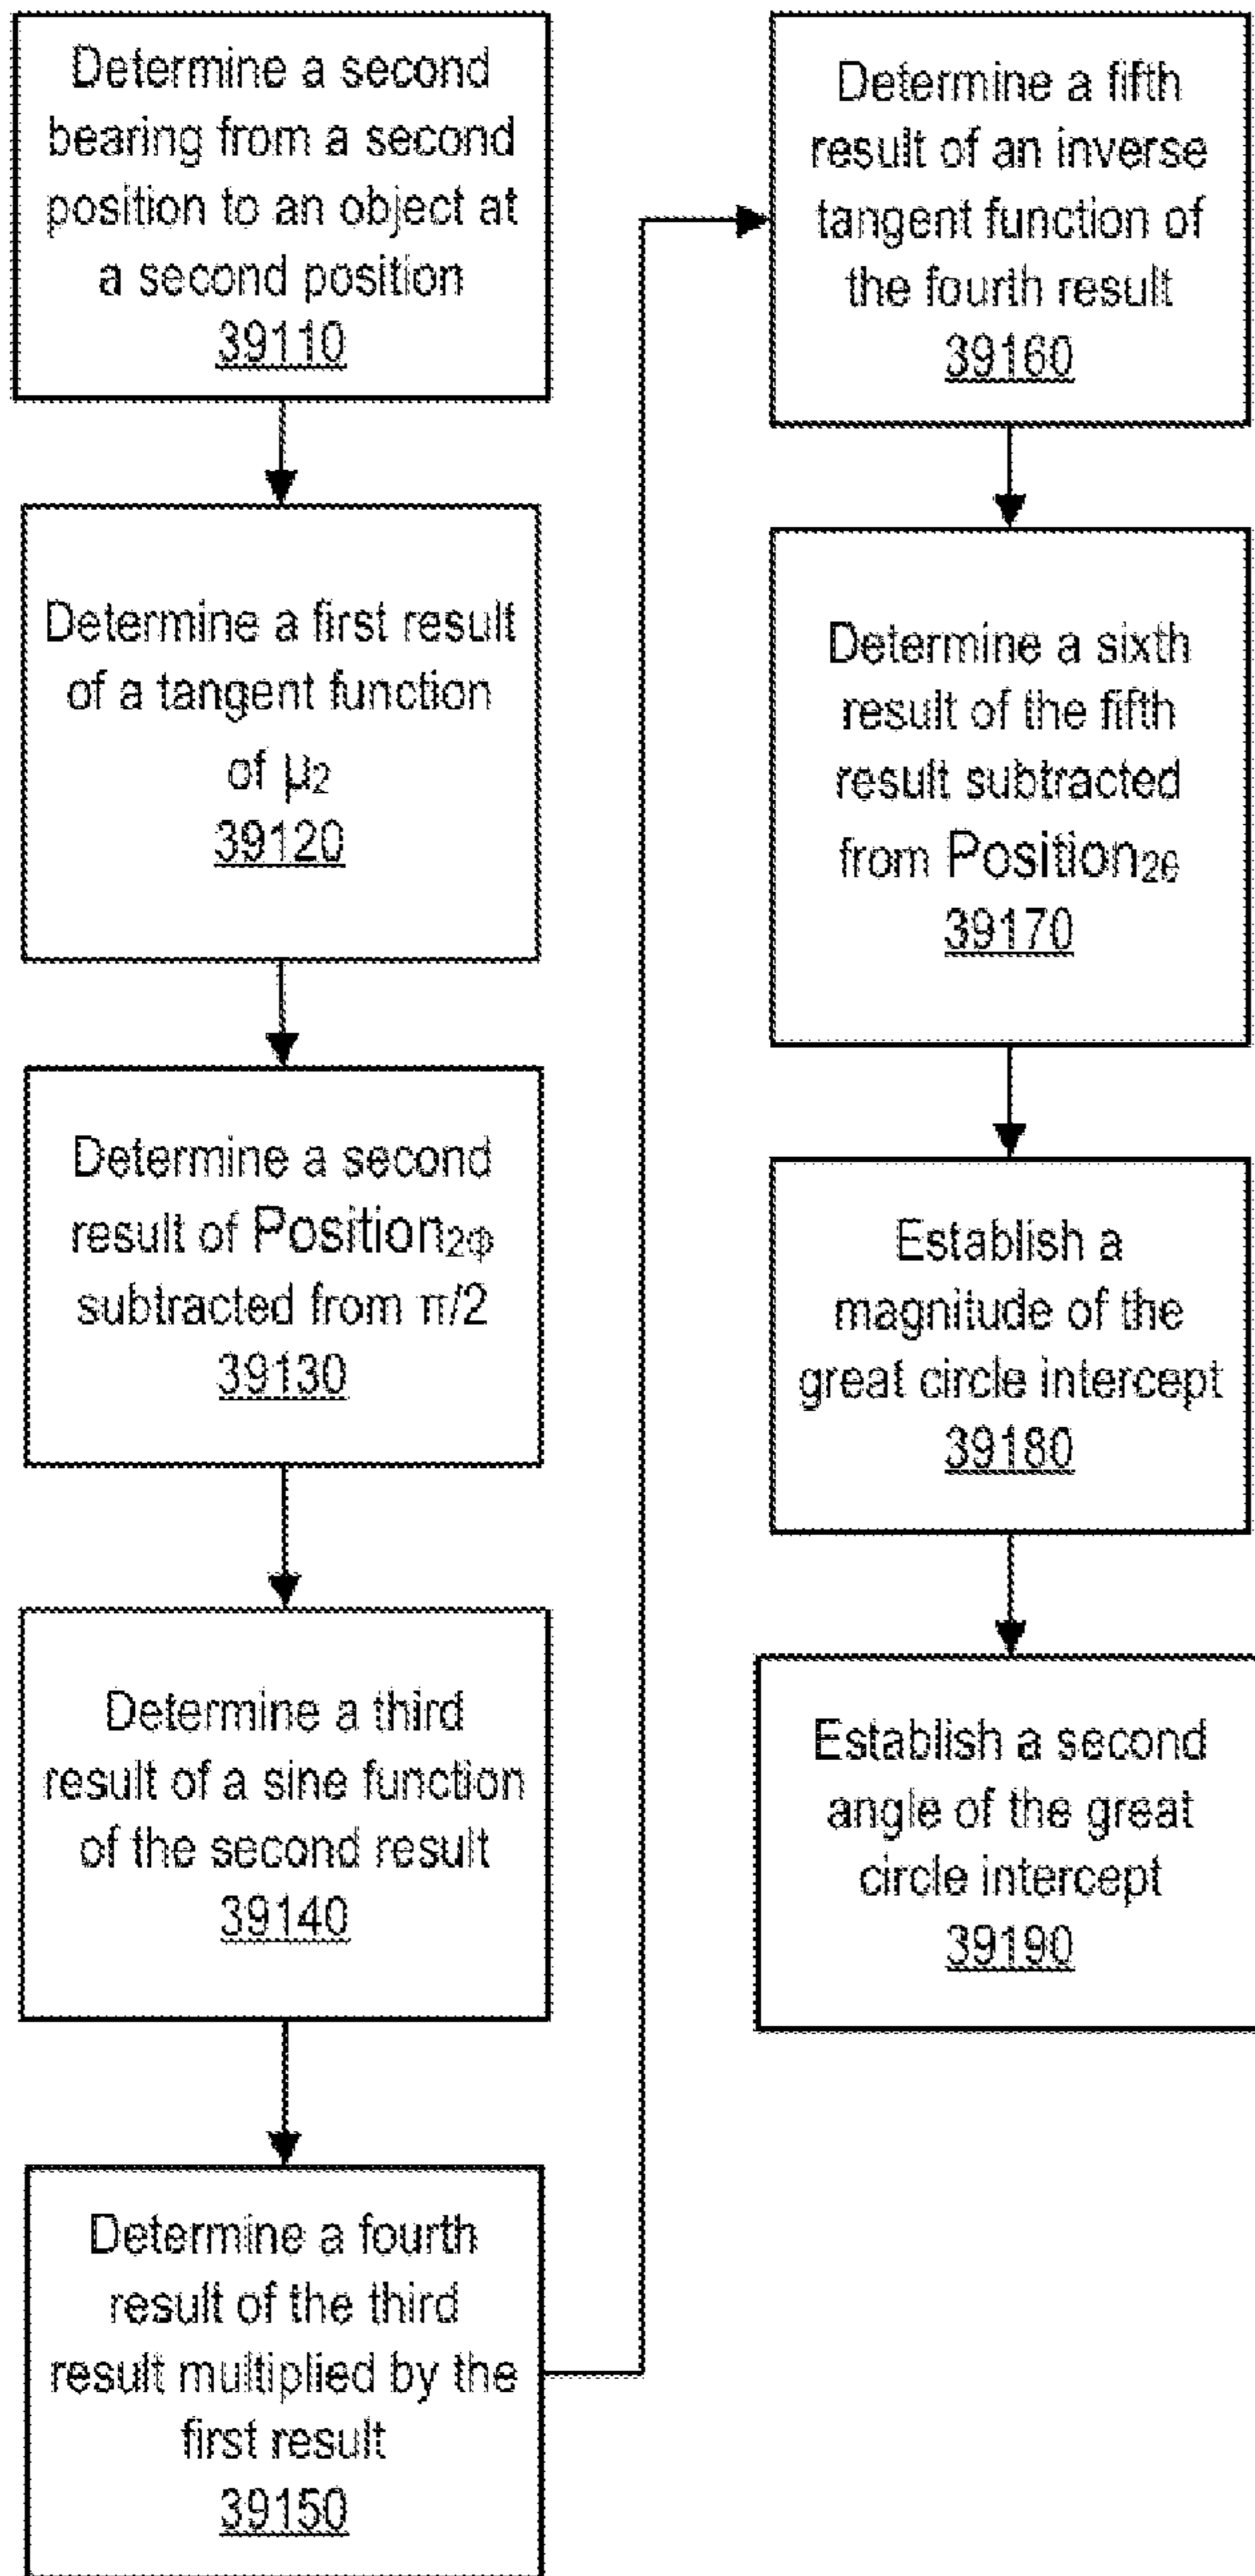 Determine a second
bearing from a second
position to an object at
a second position
39110
Determine a first result
of a tangent function
of μ₂
39120
Determine a second
result of Position₂Φ
subtracted from π/2
39130
Determine a third
result of a sine function
of the second result
39140
Determine a fourth
result of the third
result multiplied by the
first result
39150
Determine a fifth
result of an inverse
tangent function of
the fourth result
39160
Determine a sixth
result of the fifth
result subtracted
from Position₂θ
39170
Establish a
magnitude of the
great circle intercept
39180
Establish a second
angle of the great
circle intercept
39190